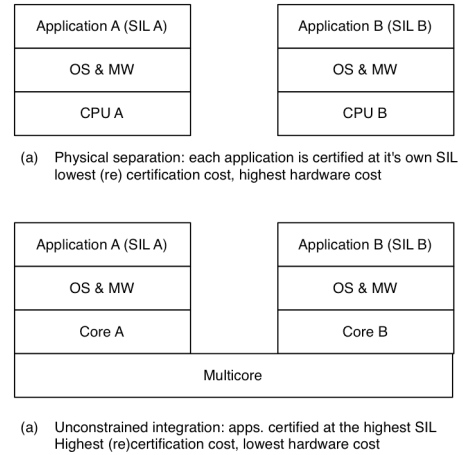 Application A (SIL A)
Application B (SIL B)
OS & MW
OS & MW
CPU A
CPU B
(a) Physical separation: each application is certified at it's own SIL
lowest (re) certification cost, highest hardware cost
Application A (SIL A)
Application B (SIL B)
OS & MW
OS & MW
Core A
Core B
Multicore
(a) Unconstrained integration: apps. certified at the highest SIL
Highest (re)certification cost, lowest hardware cost